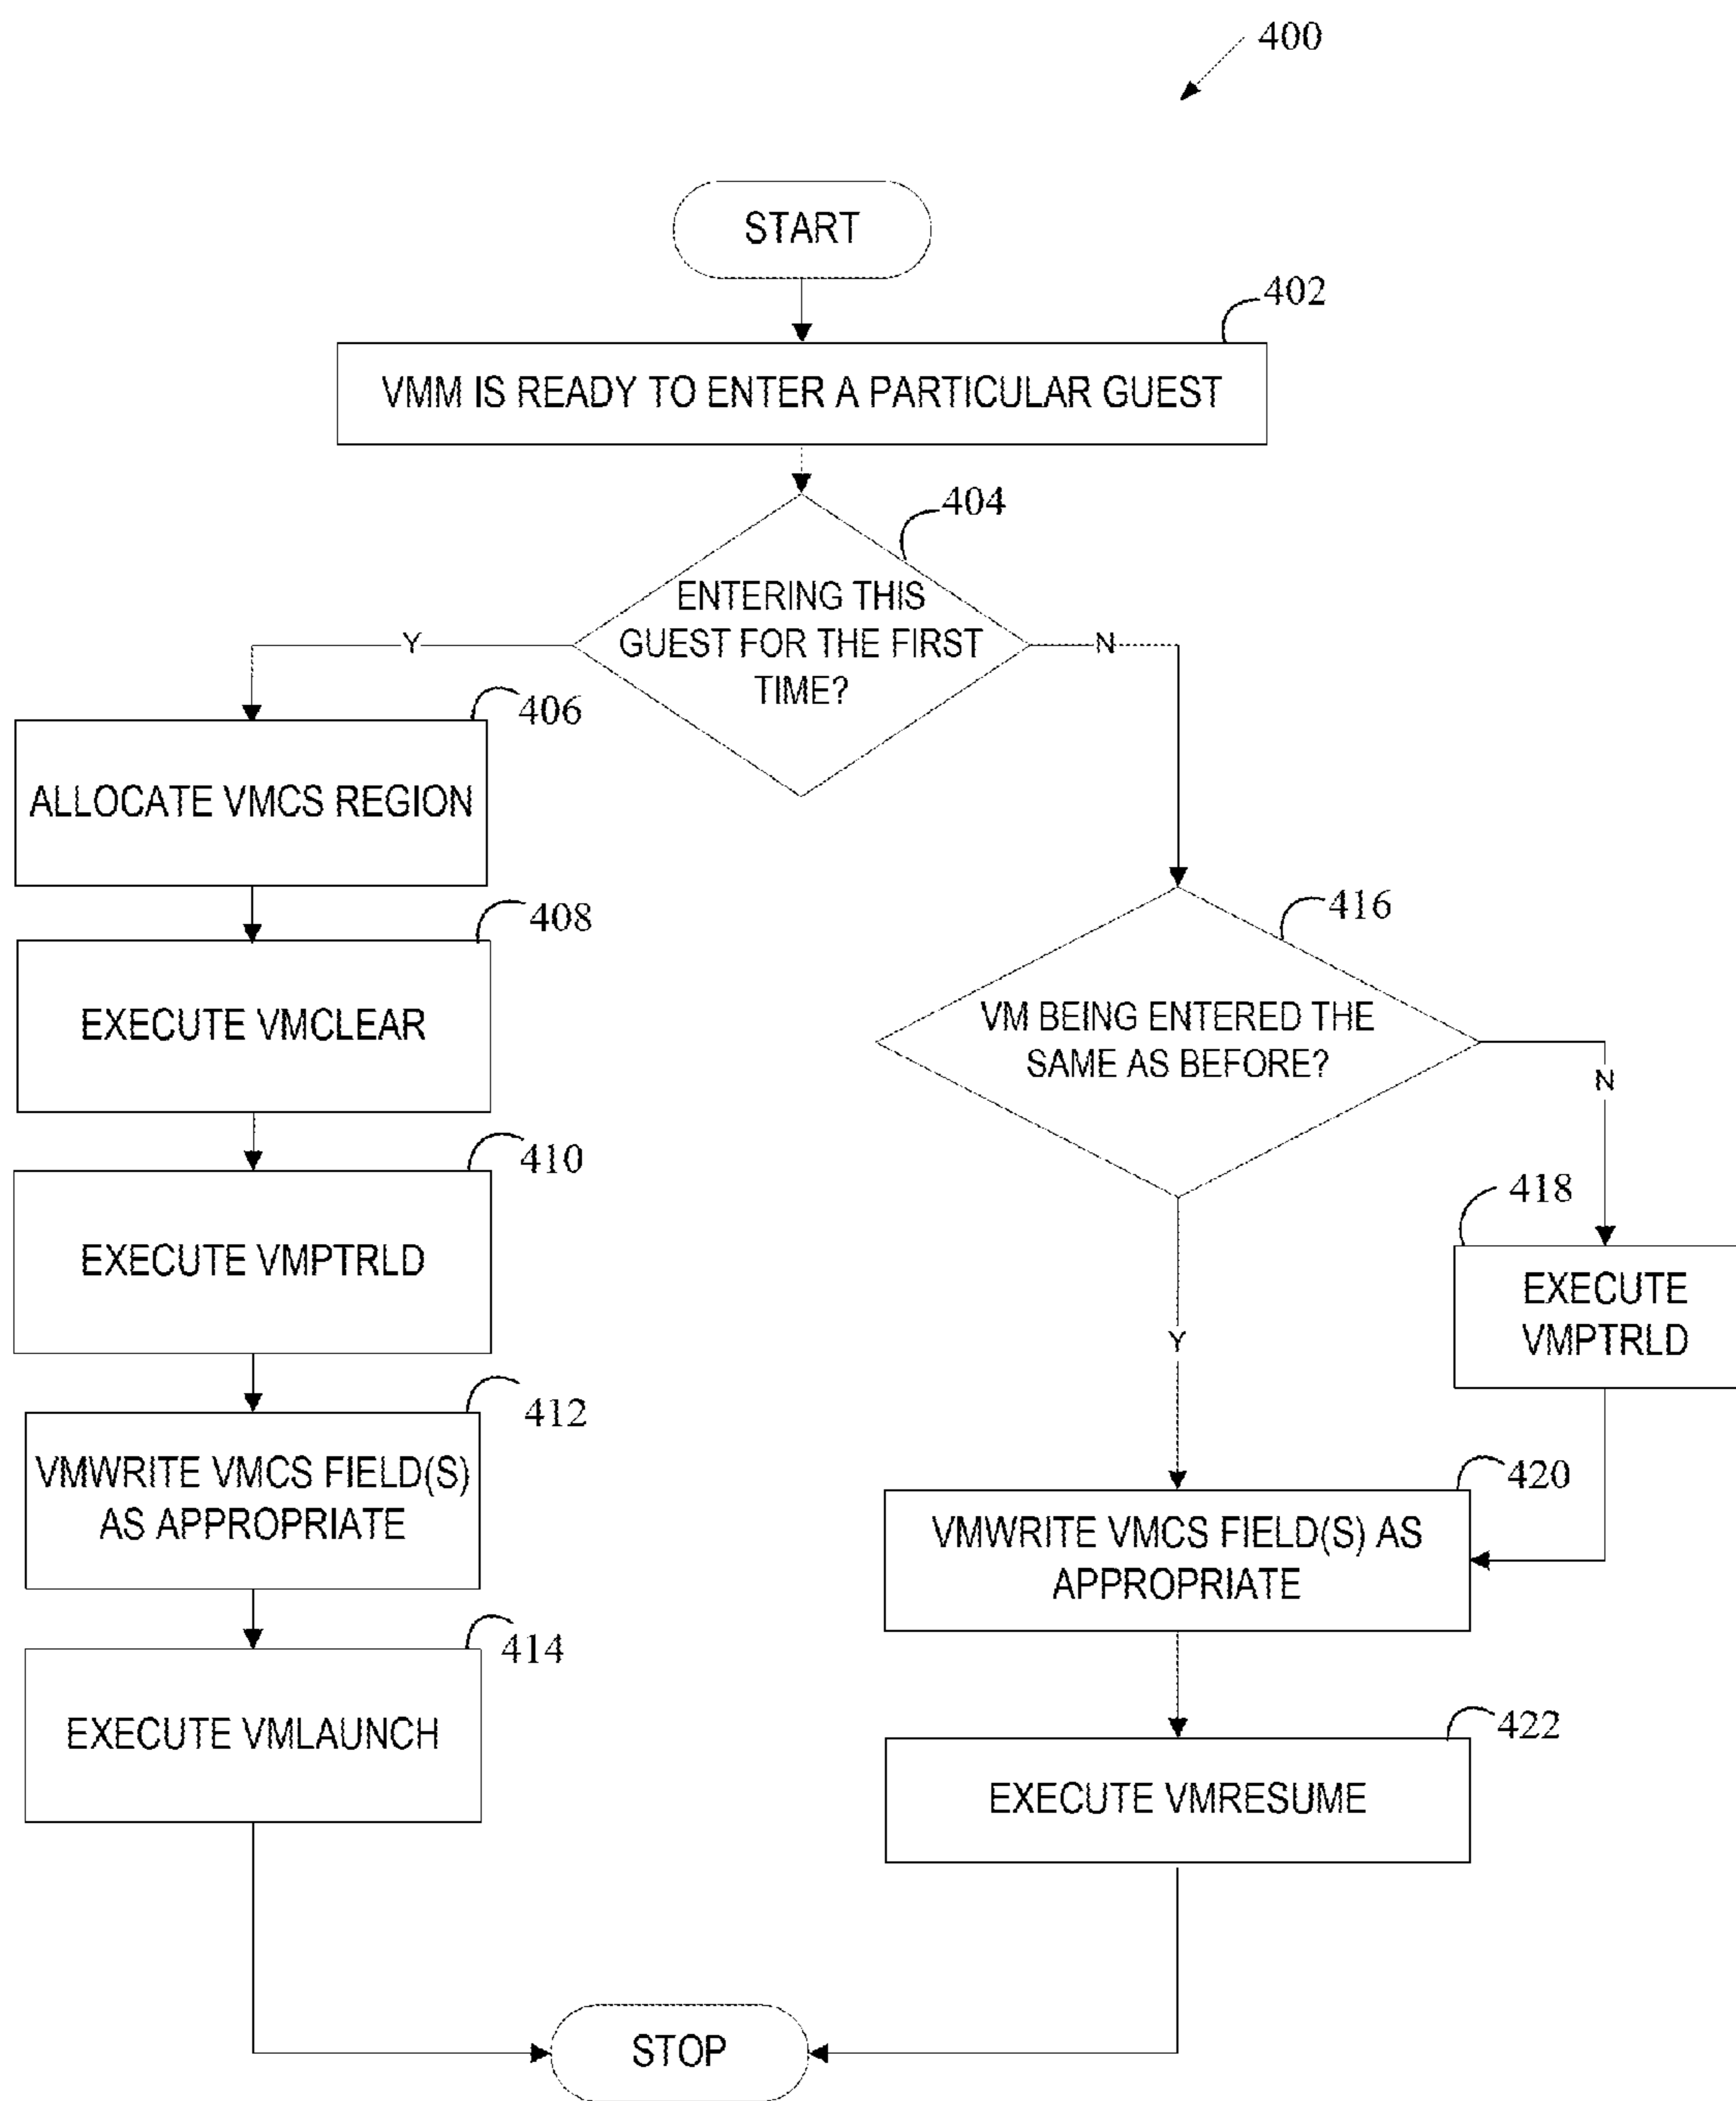 400
START
402
VMM IS READY TO ENTER A PARTICULAR GUEST
404
ENTERING THIS
GUEST FOR THE FIRST
TIME?
Y
N
406
ALLOCATE VMCS REGION
408
EXECUTE VMCLEAR
410
EXECUTE VMPTRLD
412
VMWRITE VMCS FIELD(S)
AS APPROPRIATE
414
EXECUTE VMLAUNCH
416
VM BEING ENTERED THE
SAME AS BEFORE?
N
418
EXECUTE
VMPTRLD
Y
420
VMWRITE VMCS FIELD(S) AS
APPROPRIATE
422
EXECUTE VMRESUME
STOP